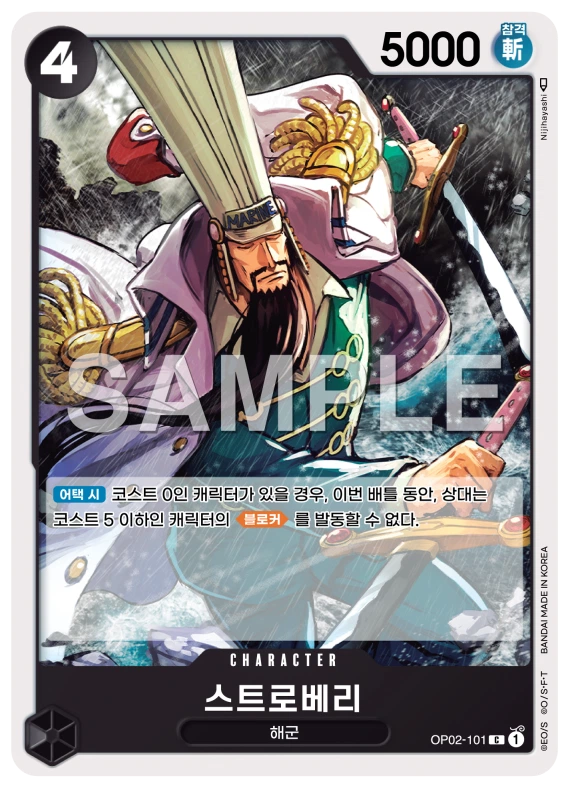 4
5000
참격
斬
Nijihayashi
MARINE
SAMPLE
어택 시 코스트 0인 캐릭터가 있을 경우, 이번 배틀 동안, 상대는
코스트 5 이하인 캐릭터의 블로커 를 발동할 수 없다.
CHARACTER
스트로베리
해군
OP02-101 C 1
©EO/S ©O/S·F·T BANDAI MADE IN KOREA